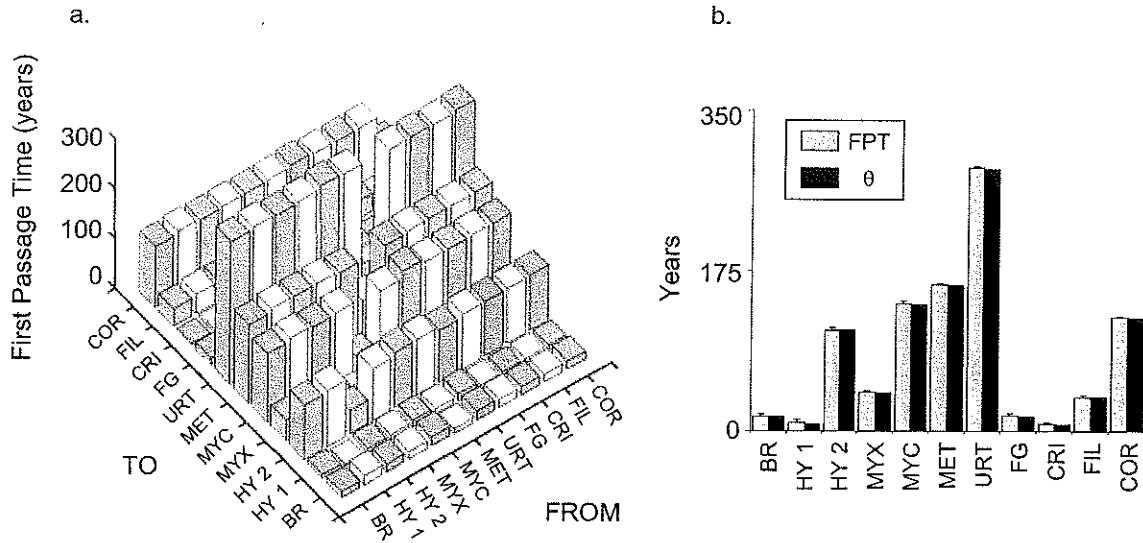 a.
First Passage Time (years)
300
200
100
0
COR
FIL
CRI
FG
URT
MET
MYC
MYX
HY 2
HY 1
BR
TO
BR
HY 1
HY 2
MYX
MYC
MET
URT
FG
CRI
FIL
COR
FROM
b.
Years
350
175
0
FPT
θ
BR
HY 1
HY 2
MYX
MYC
MET
URT
FG
CRI
FIL
COR